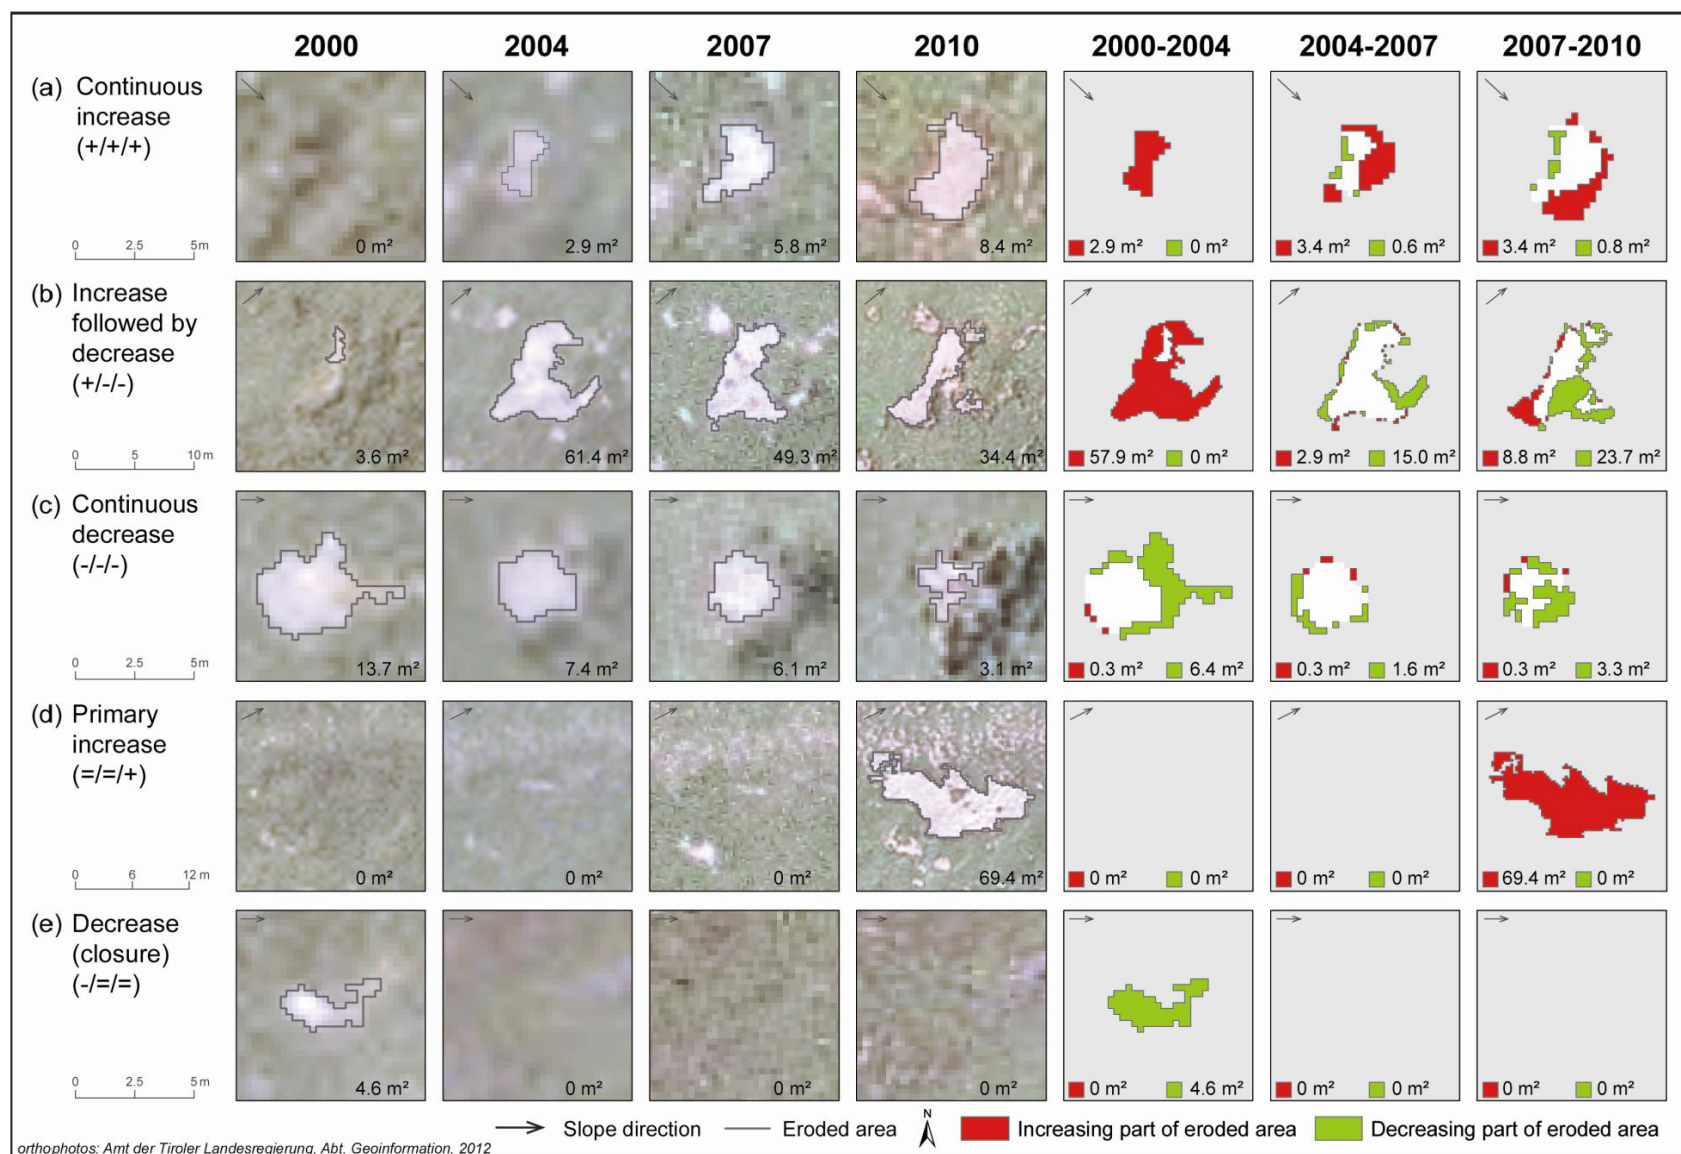 2000 2004 2007 2010 2000-2004 2004-2007 2007-2010
(a) Continuous
increase
(+/+/+)
0 2.5 5m
0 m² 2.9 m² 5.8 m² 8.4 m² 2.9 m² 0 m² 3.4 m² 0.6 m² 3.4 m² 0.8 m²
(b) Increase
followed by
decrease
(+/-/-)
0 5 10 m
3.6 m² 61.4 m² 49.3 m² 34.4 m² 57.9 m² 0 m² 2.9 m² 15.0 m² 8.8 m² 23.7 m²
(c) Continuous
decrease
(-/-/-)
0 2.5 5m
13.7 m² 7.4 m² 6.1 m² 3.1 m² 0.3 m² 6.4 m² 0.3 m² 1.6 m² 0.3 m² 3.3 m²
(d) Primary
increase
(=/=/+)
0 6 12 m
0 m² 0 m² 0 m² 69.4 m² 0 m² 0 m² 0 m² 0 m² 69.4 m² 0 m²
(e) Decrease
(closure)
(-/=/=)
0 2.5 5m
4.6 m² 0 m² 0 m² 0 m² 0 m² 4.6 m² 0 m² 0 m² 0 m² 0 m²
Slope direction Eroded area N Increasing part of eroded area Decreasing part of eroded area
orthophotos: Amt der Tiroler Landesregierung, Abt. Geoinformation, 2012